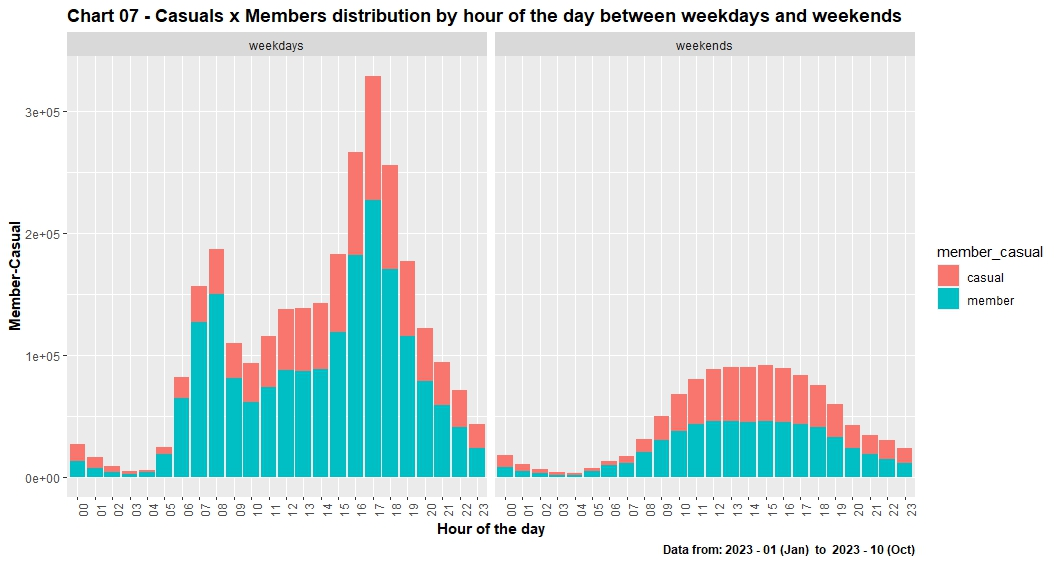 Chart 07 - Casuals x Members distribution by hour of the day between weekdays and weekends
weekdays
weekends
Member-Casual
3e+05
2e+05
1e+05
0e+00
00 01 02 03 04 05 06 07 08 09 10 11 12 13 14 15 16 17 18 19 20 21 22 23
00 01 02 03 04 05 06 07 08 09 10 11 12 13 14 15 16 17 18 19 20 21 22 23
Hour of the day
member_casual
casual
member
Data from: 2023 - 01 (Jan) to 2023 - 10 (Oct)